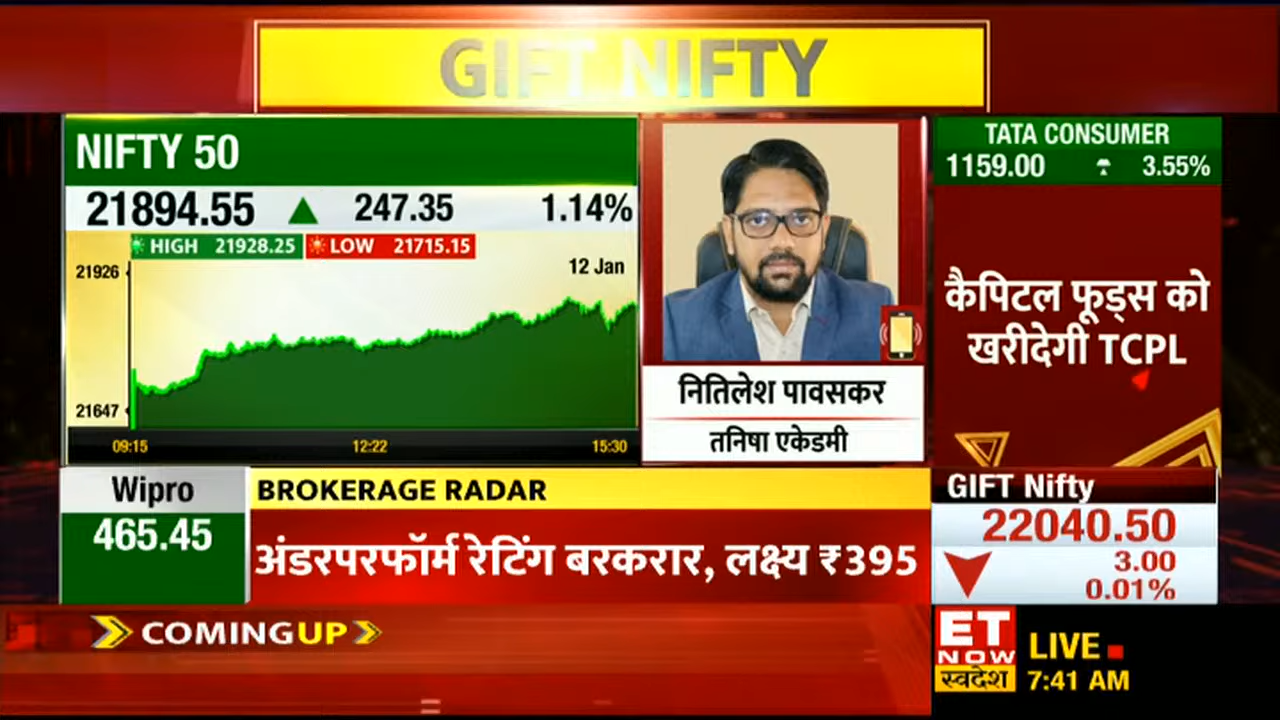 GIFT NIFTY
NIFTY 50
21894.55 ▲ 247.35 1.14%
HIGH 21928.25 LOW 21715.15
21926
12 Jan
21647
09:15 12:22 15:30
नितिलेश पावसकर
तनिषा एकेडमी
TATA CONSUMER
1159.00 3.55%
कैपिटल फूड्स को
खरीदेगी TCPL
Wipro
465.45
BROKERAGE RADAR
अंडरपरफॉर्म रेटिंग बरकरार, लक्ष्य ₹395
GIFT Nifty
22040.50
3.00
0.01%
COMING UP
ET
NOW
स्वदेश
LIVE
7:41 AM